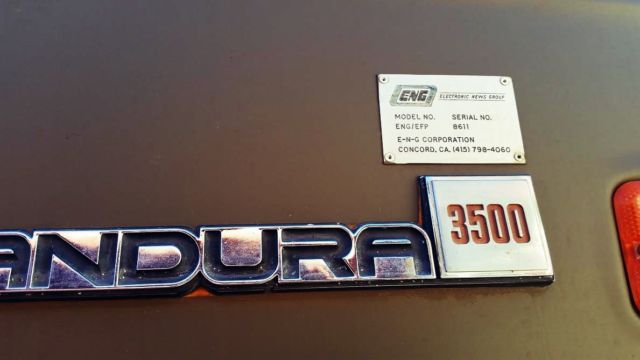 ENG ELECTRONIC NEWS GROUP
MODEL NO. SERIAL NO.
ENG/EFP 8611
E-N-G CORPORATION
CONCORD, CA. (415) 798-4060
ANDURA 3500